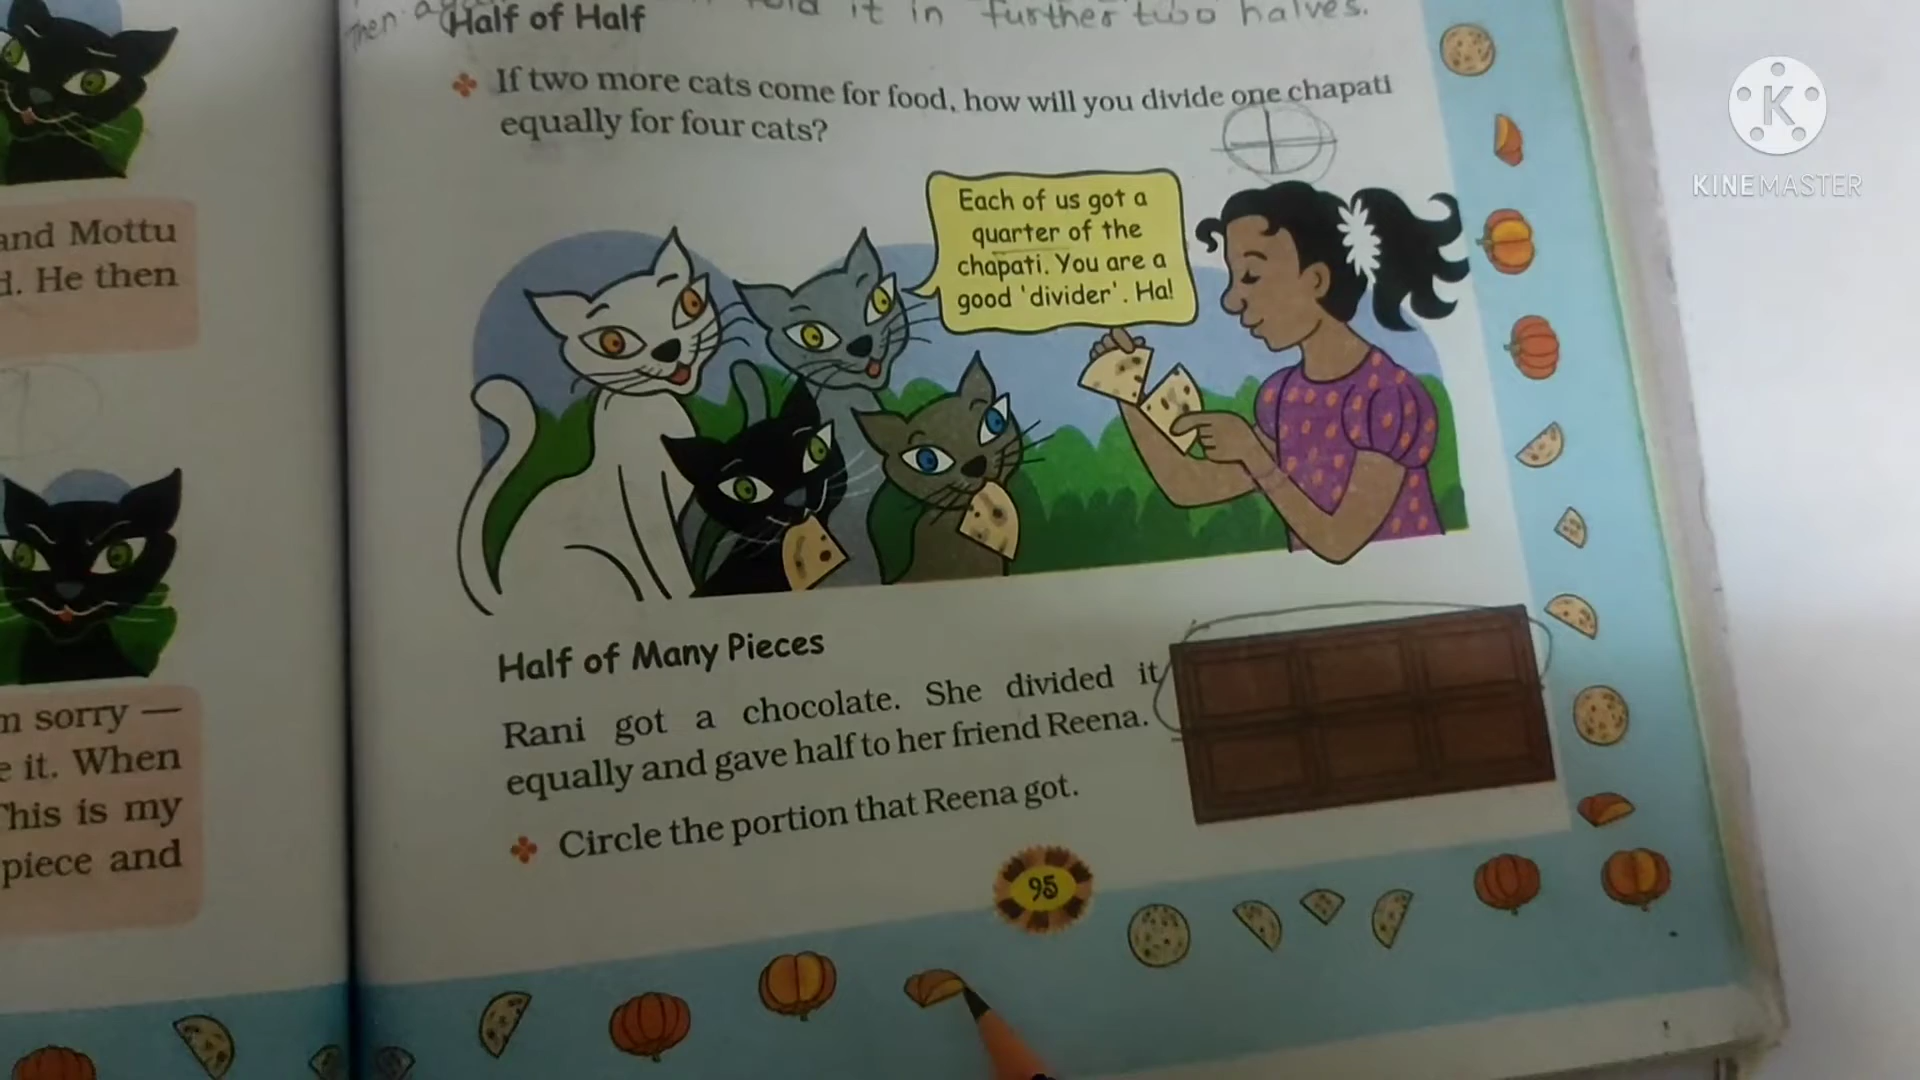 and Mottu
d. He then
m sorry —
e it. When
This is my
piece and
Then
it in further two halves.
Half of Half
If two more cats come for food, how will you divide one chapati
equally for four cats?
Each of us got a
quarter of the
chapati. You are a
good 'divider'. Ha!
Half of Many Pieces
Rani got a chocolate. She divided it
equally and gave half to her friend Reena.
Circle the portion that Reena got.
95
K
KINEMASTER